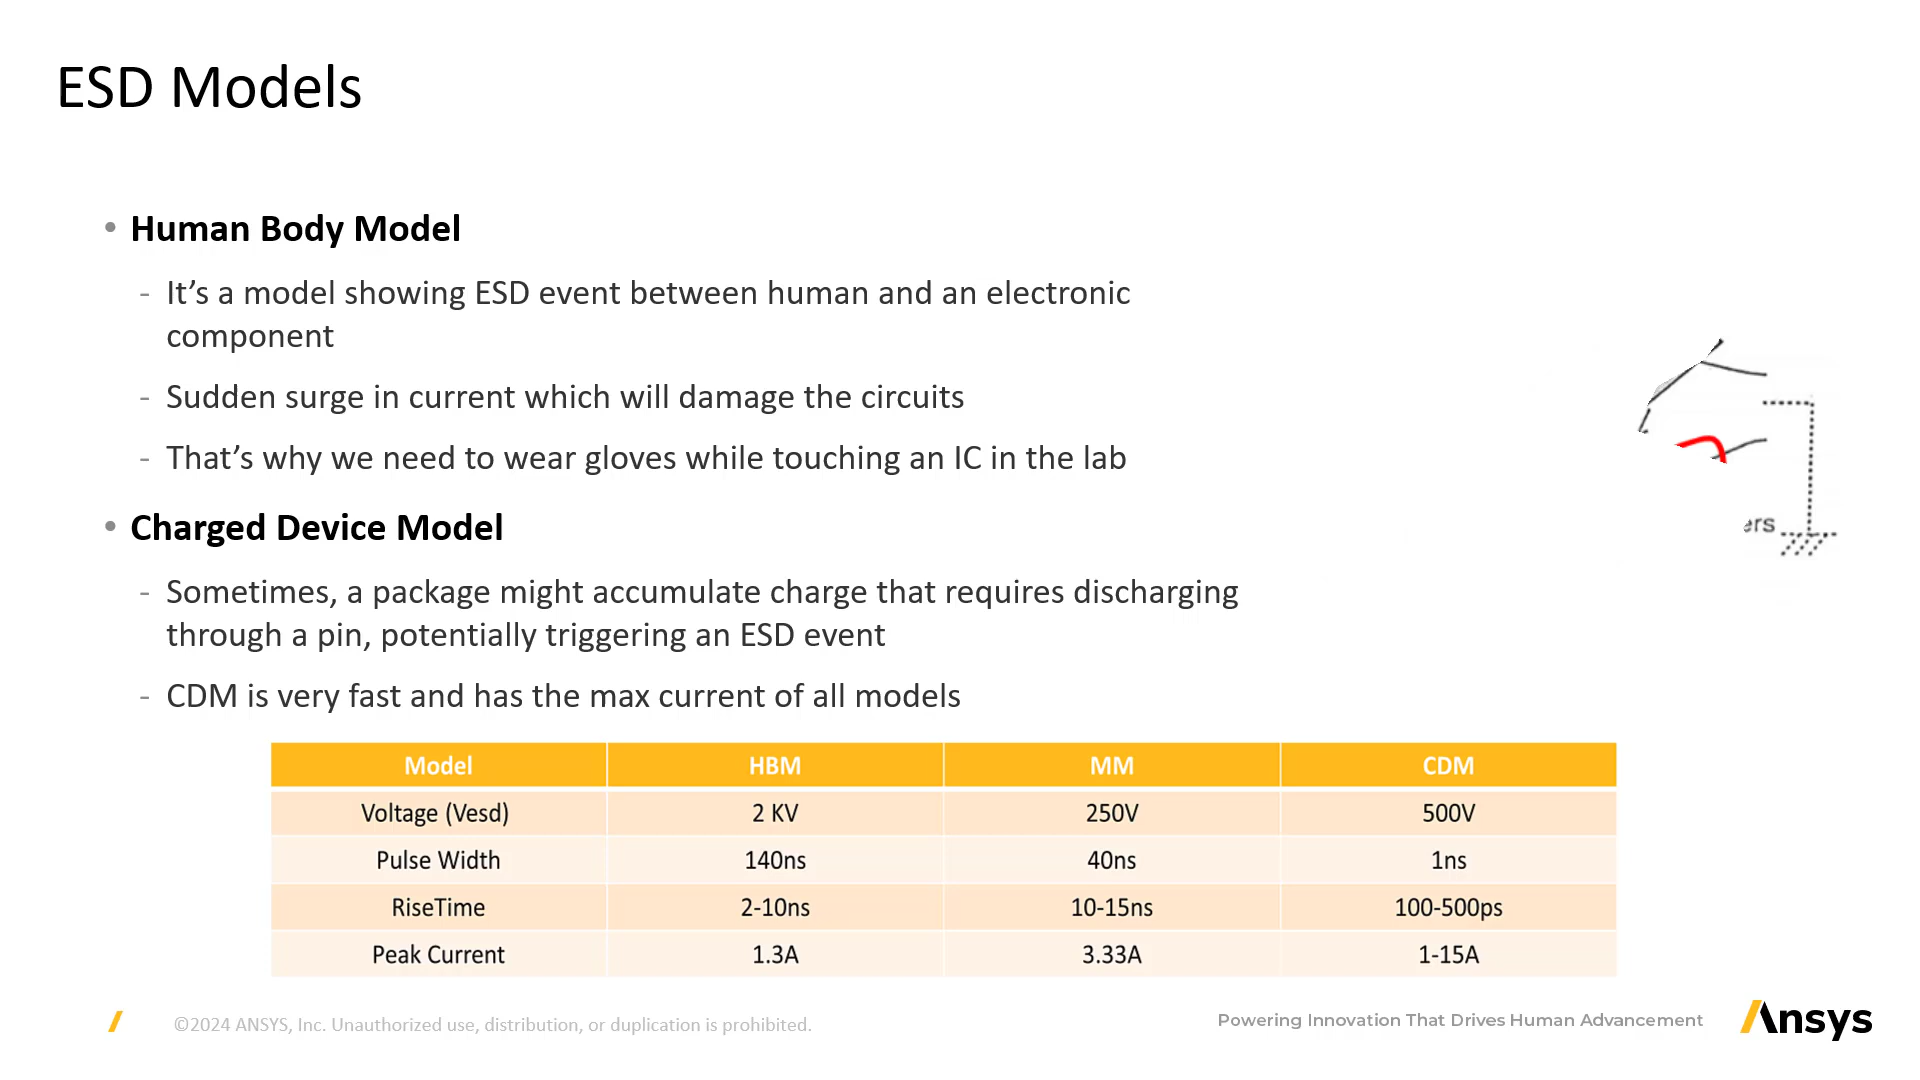 ESD Models
• Human Body Model
- It’s a model showing ESD event between human and an electronic
component
- Sudden surge in current which will damage the circuits
- That’s why we need to wear gloves while touching an IC in the lab
• Charged Device Model
- Sometimes, a package might accumulate charge that requires discharging
through a pin, potentially triggering an ESD event
- CDM is very fast and has the max current of all models
Model HBM MM CDM
Voltage (Vesd) 2 KV 250V 500V
Pulse Width 140ns 40ns 1ns
RiseTime 2-10ns 10-15ns 100-500ps
Peak Current 1.3A 3.33A 1-15A
©2024 ANSYS, Inc. Unauthorized use, distribution, or duplication is prohibited.
Powering Innovation That Drives Human Advancement
Ansys